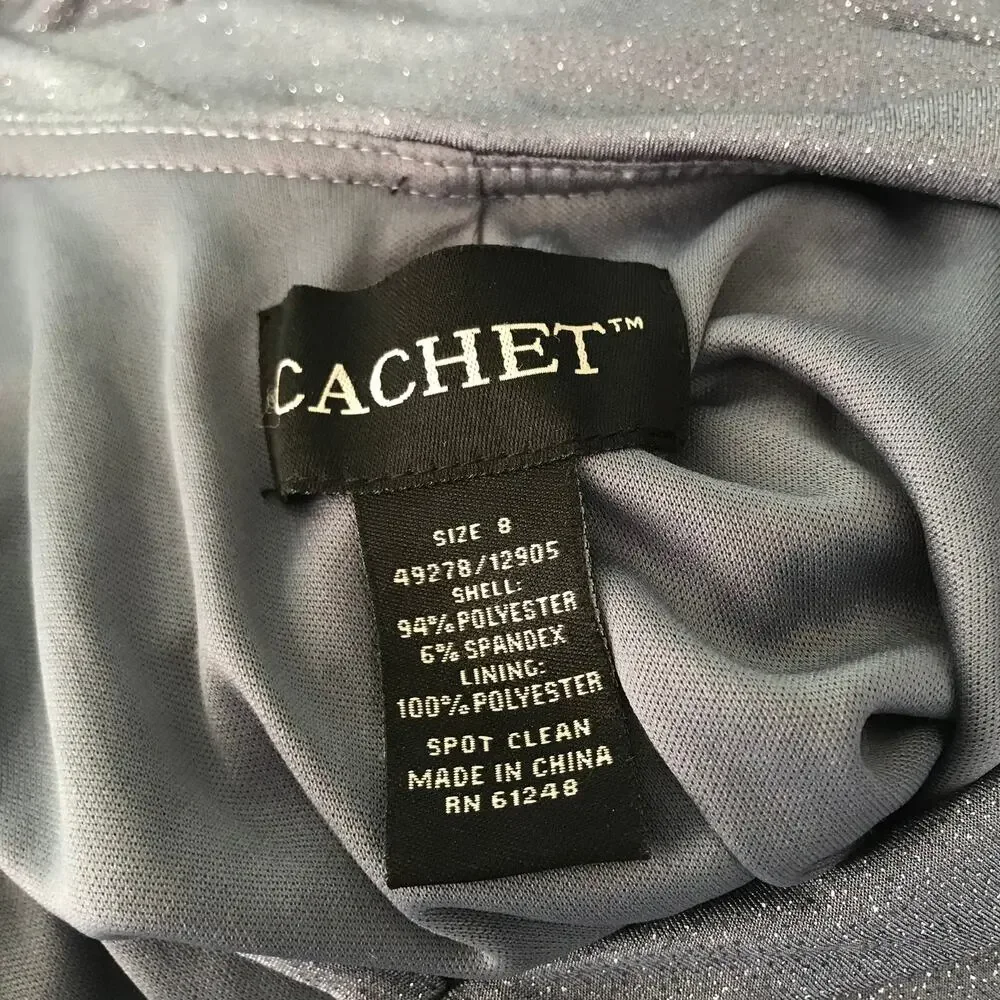 CACHET™
SIZE 8
49278/12905
SHELL:
94% POLYESTER
6% SPANDEX
LINING:
100% POLYESTER
SPOT CLEAN
MADE IN CHINA
RN 61248